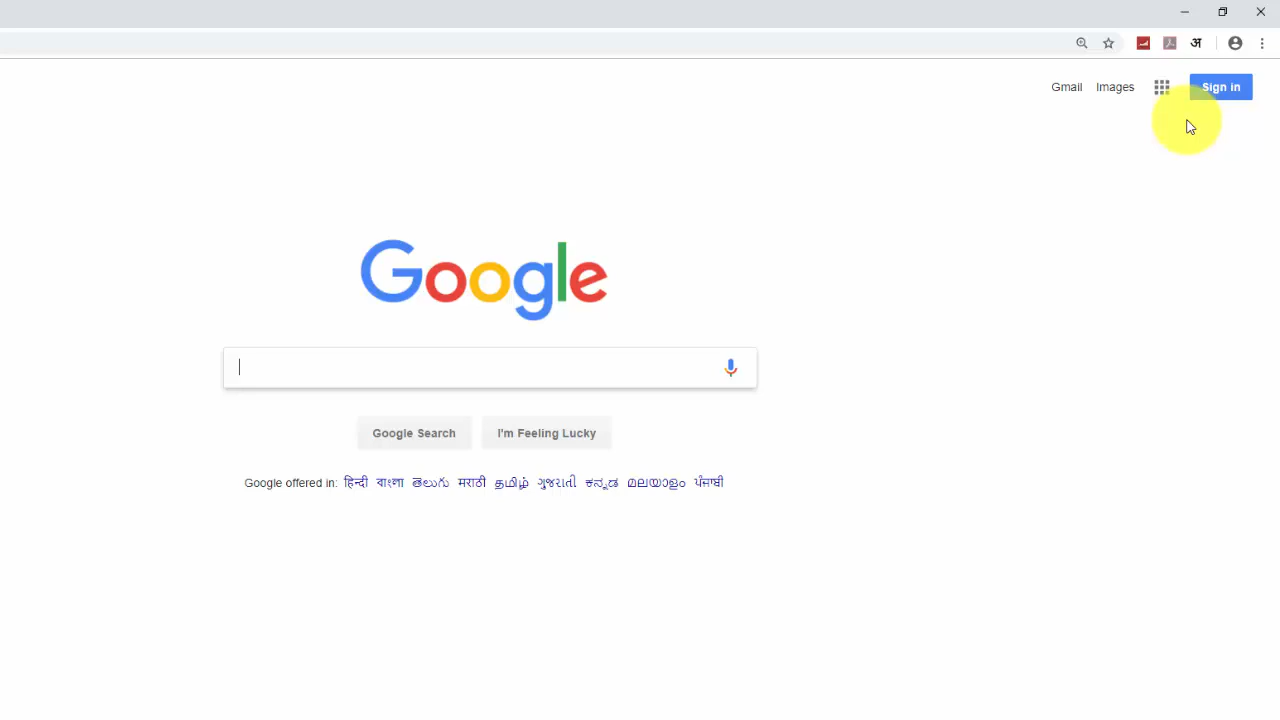 अ
Gmail Images Sign in
Google
Google Search I'm Feeling Lucky
Google offered in: हिन्दी বাংলা తెలుగు मराठी தமிழ் ગુજરાતી ಕನ್ನಡ മലയാളം ਪੰਜਾਬੀ